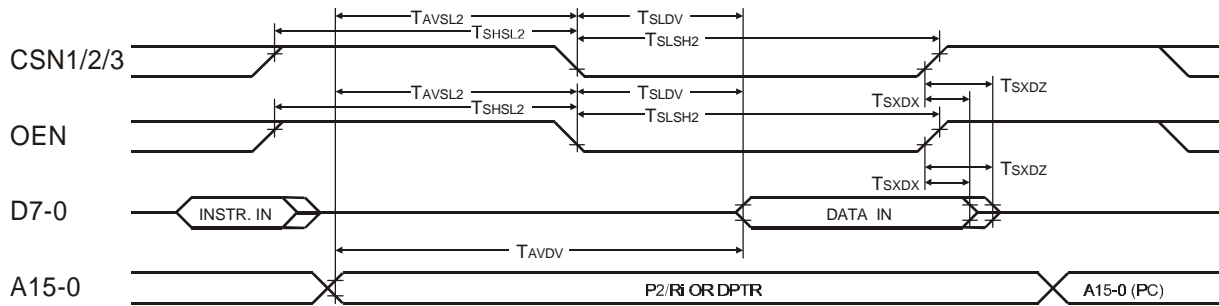 TAVSL2 TSLDV
TSHSL2 TSLSH2
CSN1/2/3
TSXDZ
TAVSL2 TSLDV TSXDX
TSHSL2 TSLSH2
OEN
TSXDZ
TSXDX
D7-0 INSTR. IN DATA IN
TAVDV
A15-0 P2/Ri OR DPTR A15-0 (PC)